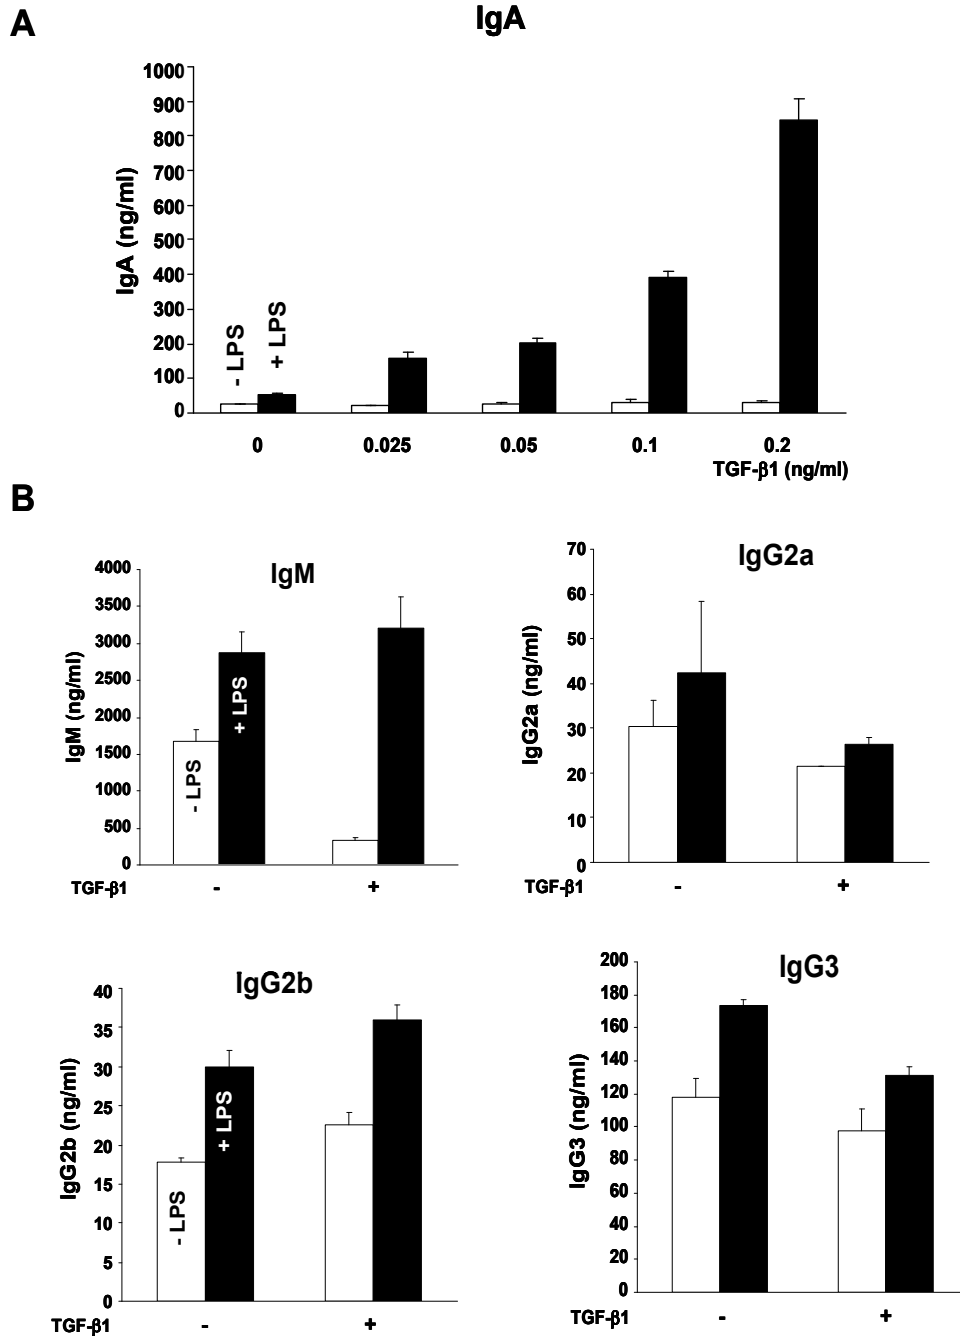 A
IgA
IgA (ng/ml)
1000
900
800
700
600
500
400
300
200
100
0
- LPS
+ LPS
0 0.025 0.05 0.1 0.2
TGF-β1 (ng/ml)
B
IgM
IgM (ng/ml)
4000
3500
3000
2500
2000
1500
1000
500
0
- LPS
+ LPS
TGF-β1 - +
IgG2a
IgG2a (ng/ml)
70
60
50
40
30
20
10
0
TGF-β1 - +
IgG2b
IgG2b (ng/ml)
40
35
30
25
20
15
10
5
0
- LPS
+ LPS
TGF-β1 - +
IgG3
IgG3 (ng/ml)
200
180
160
140
120
100
80
60
40
20
0
TGF-β1 - +